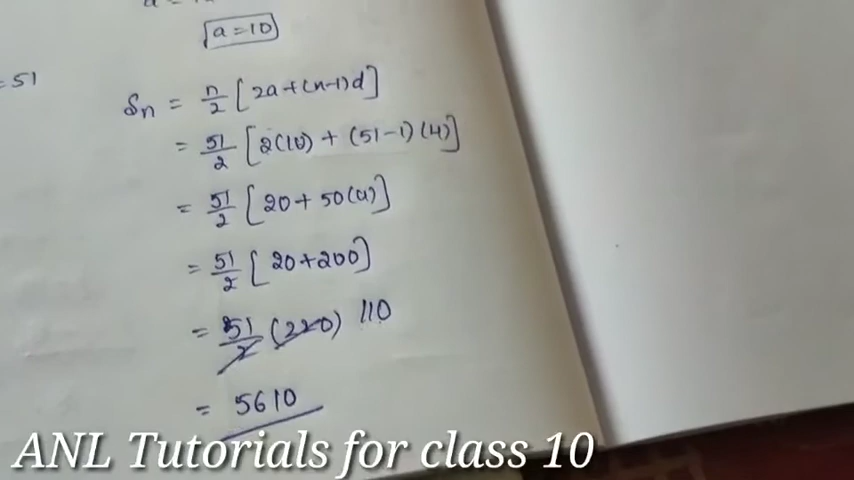 a = 10
= 51
Sn = n/2 [2a+(n-1)d]
= 51/2 [2(10) + (51-1)(4)]
= 51/2 [20+ 50(4)]
= 51/2 [20+200]
= 51/2 (220) 110
= 5610
ANL Tutorials for class 10